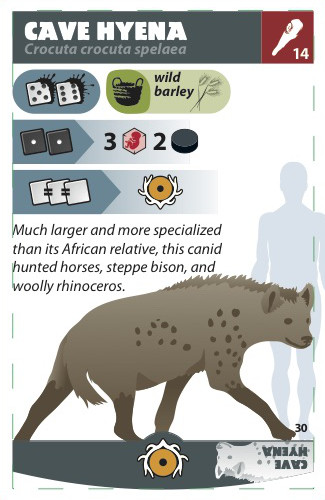 CAVE HYENA
Crocuta crocuta spelaea
14
wild
barley
3 2
Much larger and more specialized
than its African relative, this canid
hunted horses, steppe bison, and
woolly rhinoceros.
30
CAVE
HYENA